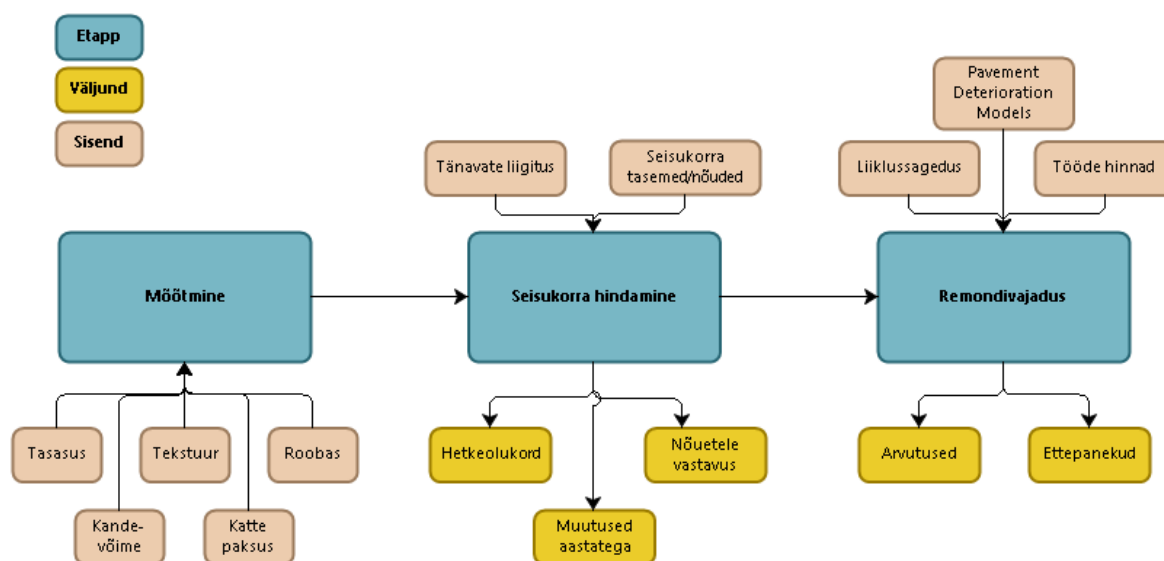 Etapp
Väljund
Sisend
Pavement
Deterioration
Models
Tänavate liigitus
Seisukorra
tasemed/nõuded
Liiklussagedus
Tööde hinnad
Mõõtmine
Seisukorra hindamine
Remondivajadus
Tasasus
Tekstuur
Roobas
Hetkeolukord
Nõuetele
vastavus
Arvutused
Ettepanekud
Kande-
võime
Katte
paksus
Muutused
aastatega